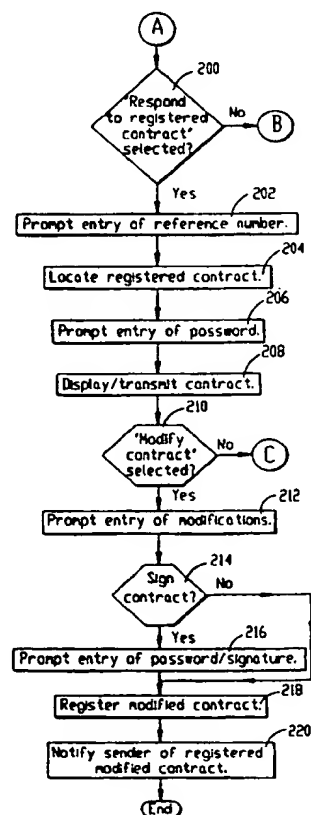 A
200
"Respond
to registered
contract"
selected?
No
B
Yes
202
Prompt entry of reference number.
204
Locate registered contract.
206
Prompt entry of password.
208
Display/transmit contract.
210
"Modify
contract"
selected?
No
C
Yes
212
Prompt entry of modifications.
214
Sign
contract?
No
Yes
216
Prompt entry of password/signature.
218
Register modified contract.
220
Notify sender of registered
modified contract.
End